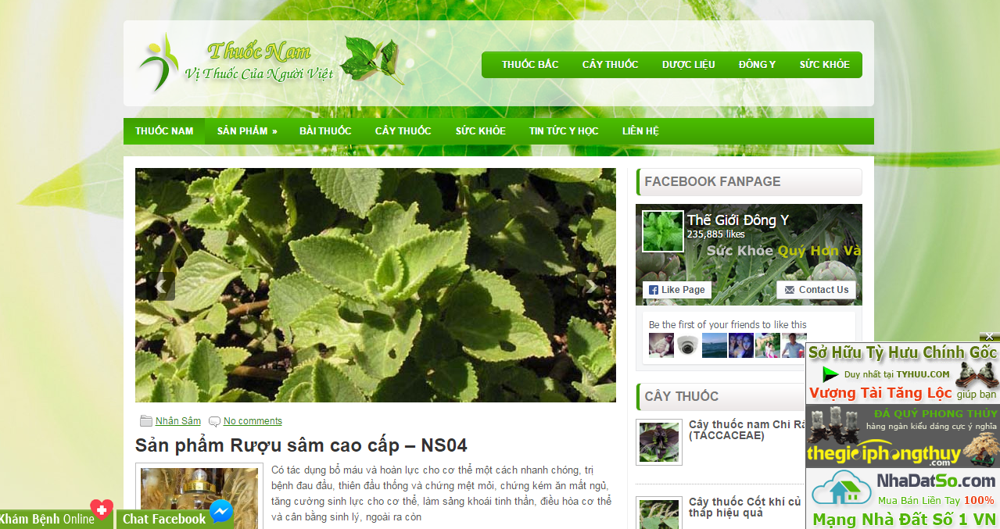 Thuốc Nam
Vị Thuốc Của Người Việt
THUỐC BẮC CÂY THUỐC DƯỢC LIỆU ĐÔNG Y SỨC KHỎE
THUỐC NAM SẢN PHẨM » BÀI THUỐC CÂY THUỐC SỨC KHỎE TIN TỨC Y HỌC LIÊN HỆ
Nhân Sâm No comments
Sản phẩm Rượu sâm cao cấp – NS04
Có tác dụng bổ máu và hoàn lực cho cơ thể một cách nhanh chóng, trị
bệnh đau đầu, thiên đầu thống và chứng mệt mỏi, chứng kém ăn mất ngủ,
tăng cường sinh lực cho cơ thể, làm sảng khoái tinh thần, điều hòa cơ thể
và cân bằng sinh lý, ngoài ra còn
FACEBOOK FANPAGE
Thế Giới Đông Y
235,885 likes
Sức Khỏe Quý Hơn Và
Like Page Contact Us
Be the first of your friends to like this
CÂY THUỐC
Cây thuốc nam Chi Râ
(TACCACEAE)
Cây thuốc Cốt khí củ
thấp hiệu quả
Sở Hữu Tỳ Hưu Chính Gốc
Duy nhất tại TYHUU.COM
Vượng Tài Tăng Lộc giúp bạn
ĐÁ QUÝ PHONG THỦY
hàng ngàn kiểu dáng cực ý nghĩa
thegioiphongthuy
.com
NhaDatSo.com
Mua Bán Liền Tay 100%
Mạng Nhà Đất Số 1 VN
Khám Bệnh Online
Chat Facebook